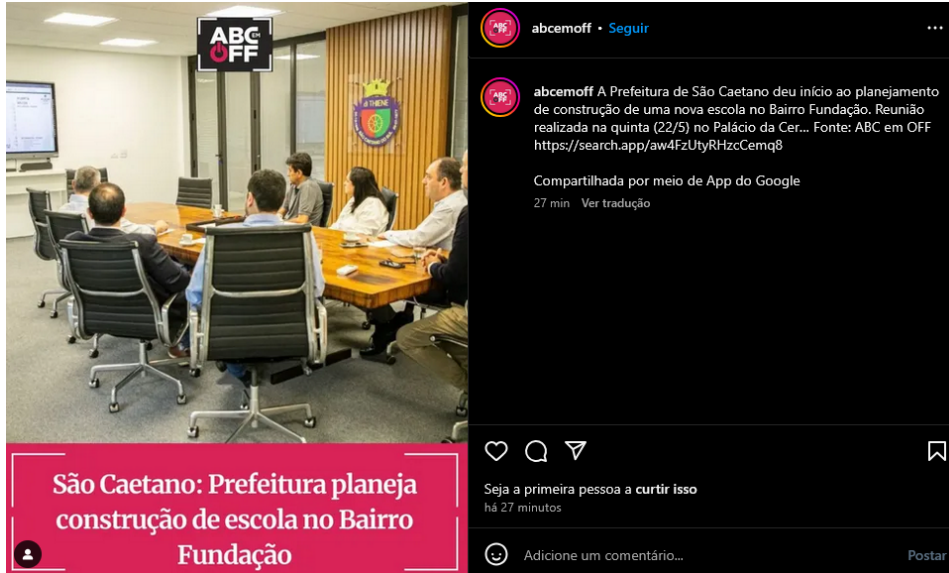 ABC EM
OFF
di THIENE
São Caetano: Prefeitura planeja
construção de escola no Bairro
Fundação
abcemoff • Seguir
abcemoff A Prefeitura de São Caetano deu início ao planejamento
de construção de uma nova escola no Bairro Fundação. Reunião
realizada na quinta (22/5) no Palácio da Cer... Fonte: ABC em OFF
https://search.app/aw4FzUtyRHzcCemq8
Compartilhada por meio de App do Google
27 min Ver tradução
Seja a primeira pessoa a curtir isso
há 27 minutos
Adicione um comentário...
Postar